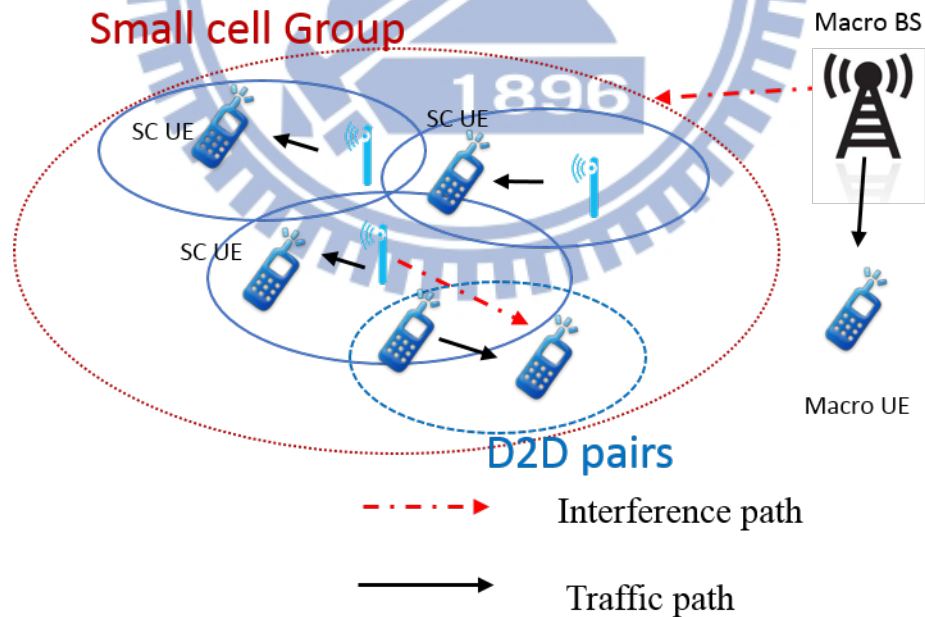 Small cell Group
Macro BS
1896
SC UE
SC UE
SC UE
Macro UE
D2D pairs
Interference path
Traffic path